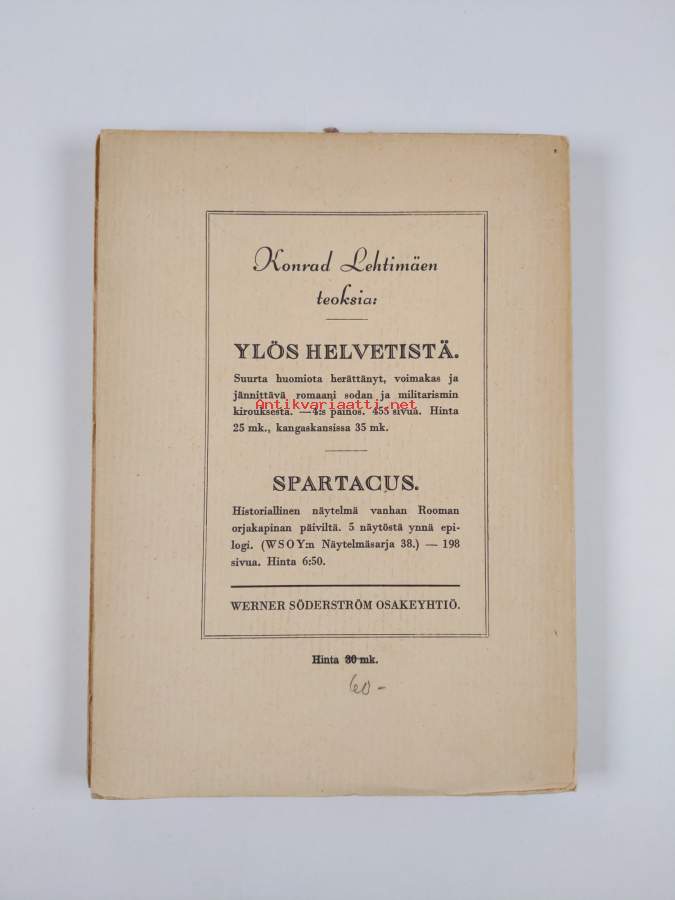 Konrad Lehtimäen
teoksia:
YLÖS HELVETISTÄ.
Suurta huomiota herättänyt, voimakas ja
jännittävä romaani sodan ja militarismin
Antikvariaatti.net
kirouksesta. — 4:s painos. 455 sivua. Hinta
25 mk., kangaskansissa 35 mk.
SPARTACUS.
Historiallinen näytelmä vanhan Rooman
orjakapinan päiviltä. 5 näytöstä ynnä epi-
logi. (WSOY:n Näytelmäsarja 38.) — 198
sivua. Hinta 6:50.
WERNER SÖDERSTRÖM OSAKEYHTIÖ.
Hinta 30 mk.
60 –